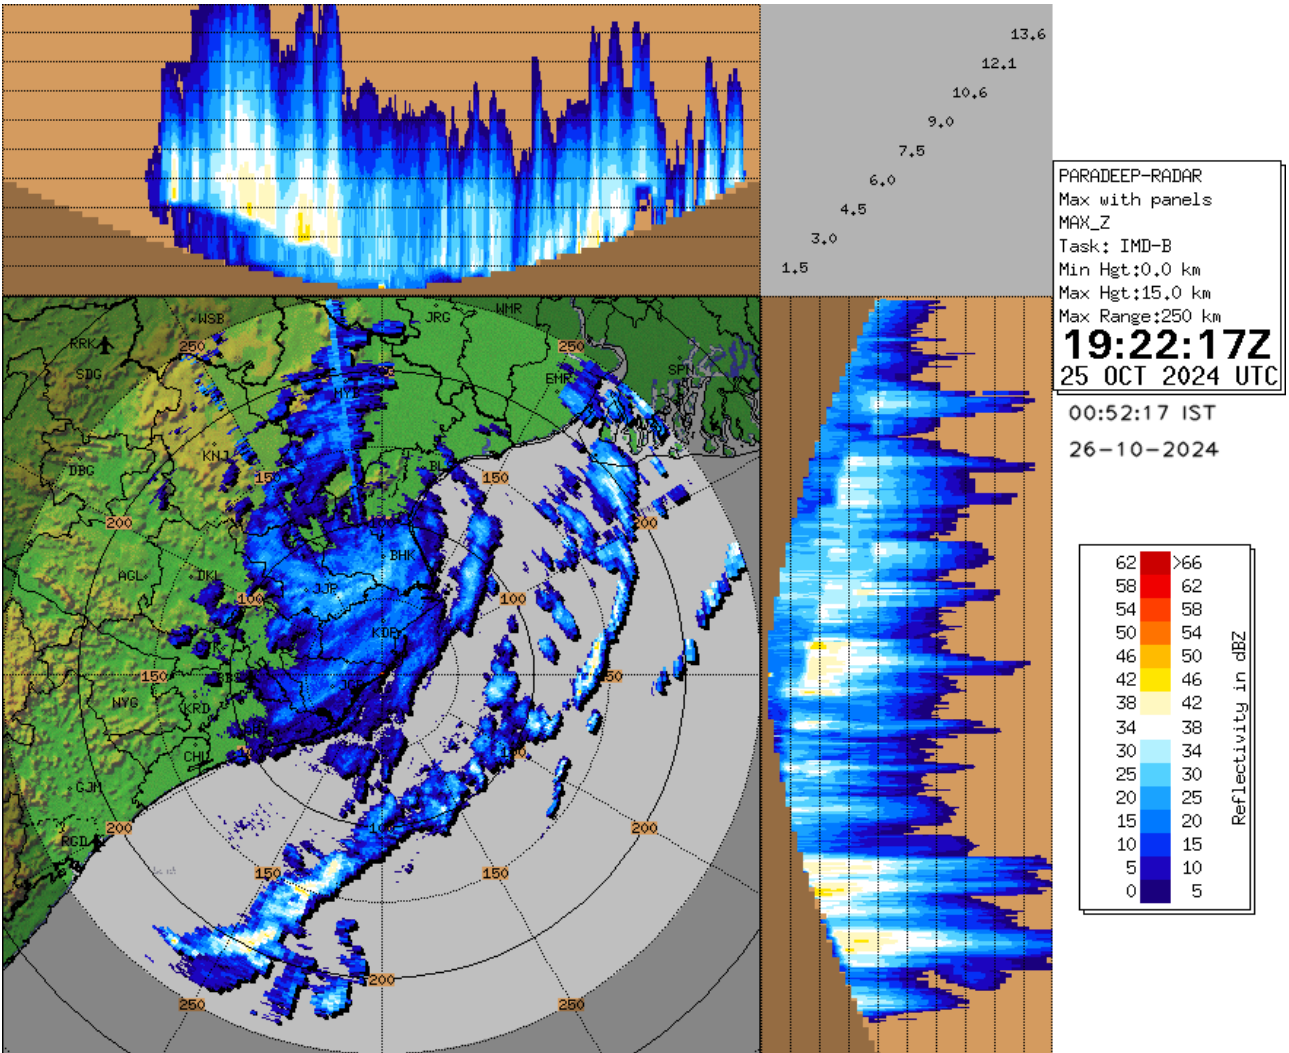 13.6
12.1
10.6
9.0
7.5
6.0
4.5
3.0
1.5
PARADEEP-RADAR
Max with panels
MAX_Z
Task: IMD-B
Min Hgt:0.0 km
Max Hgt:15.0 km
Max Range:250 km
19:22:17Z
25 OCT 2024 UTC
00:52:17 IST
26-10-2024
62 >66
58 62
54 58
50 54
46 50
42 46
38 42
34 38
30 34
25 30
20 25
15 20
10 15
5 10
0 5
Reflectivity in dBZ
WSB
JRG
WMR
RRK
250
250
SDG
SPN
EMR
KNJ
DBG
BL
150
150
200
200
BHK
AGL
DKL
JJP
100
100
KDP
150
NYG
KRD
CHL
GJM
100
200
200
RGD
150
150
200
250
250